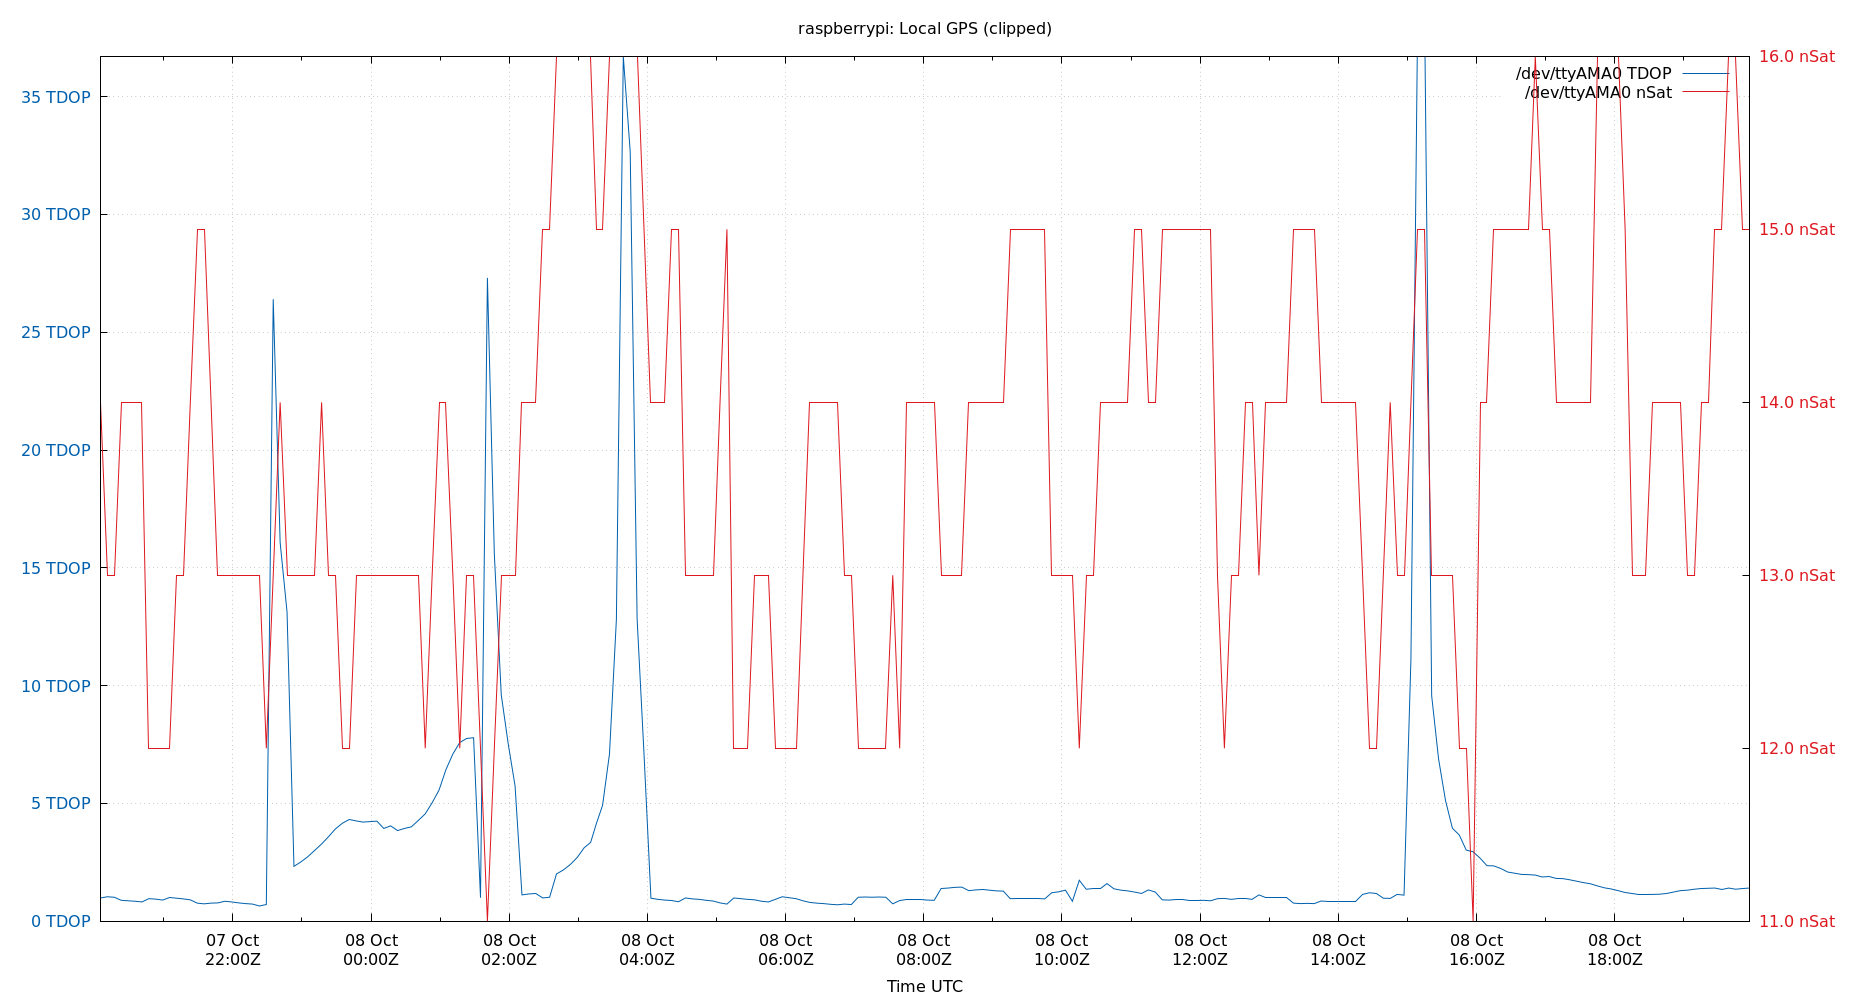 raspberrypi: Local GPS (clipped)
16.0 nSat
/dev/ttyAMA0 TDOP
/dev/ttyAMA0 nSat
35 TDOP
30 TDOP
15.0 nSat
25 TDOP
14.0 nSat
20 TDOP
15 TDOP
13.0 nSat
10 TDOP
12.0 nSat
5 TDOP
0 TDOP
11.0 nSat
07 Oct
22:00Z
08 Oct
00:00Z
08 Oct
02:00Z
08 Oct
04:00Z
08 Oct
06:00Z
08 Oct
08:00Z
08 Oct
10:00Z
08 Oct
12:00Z
08 Oct
14:00Z
08 Oct
16:00Z
08 Oct
18:00Z
Time UTC